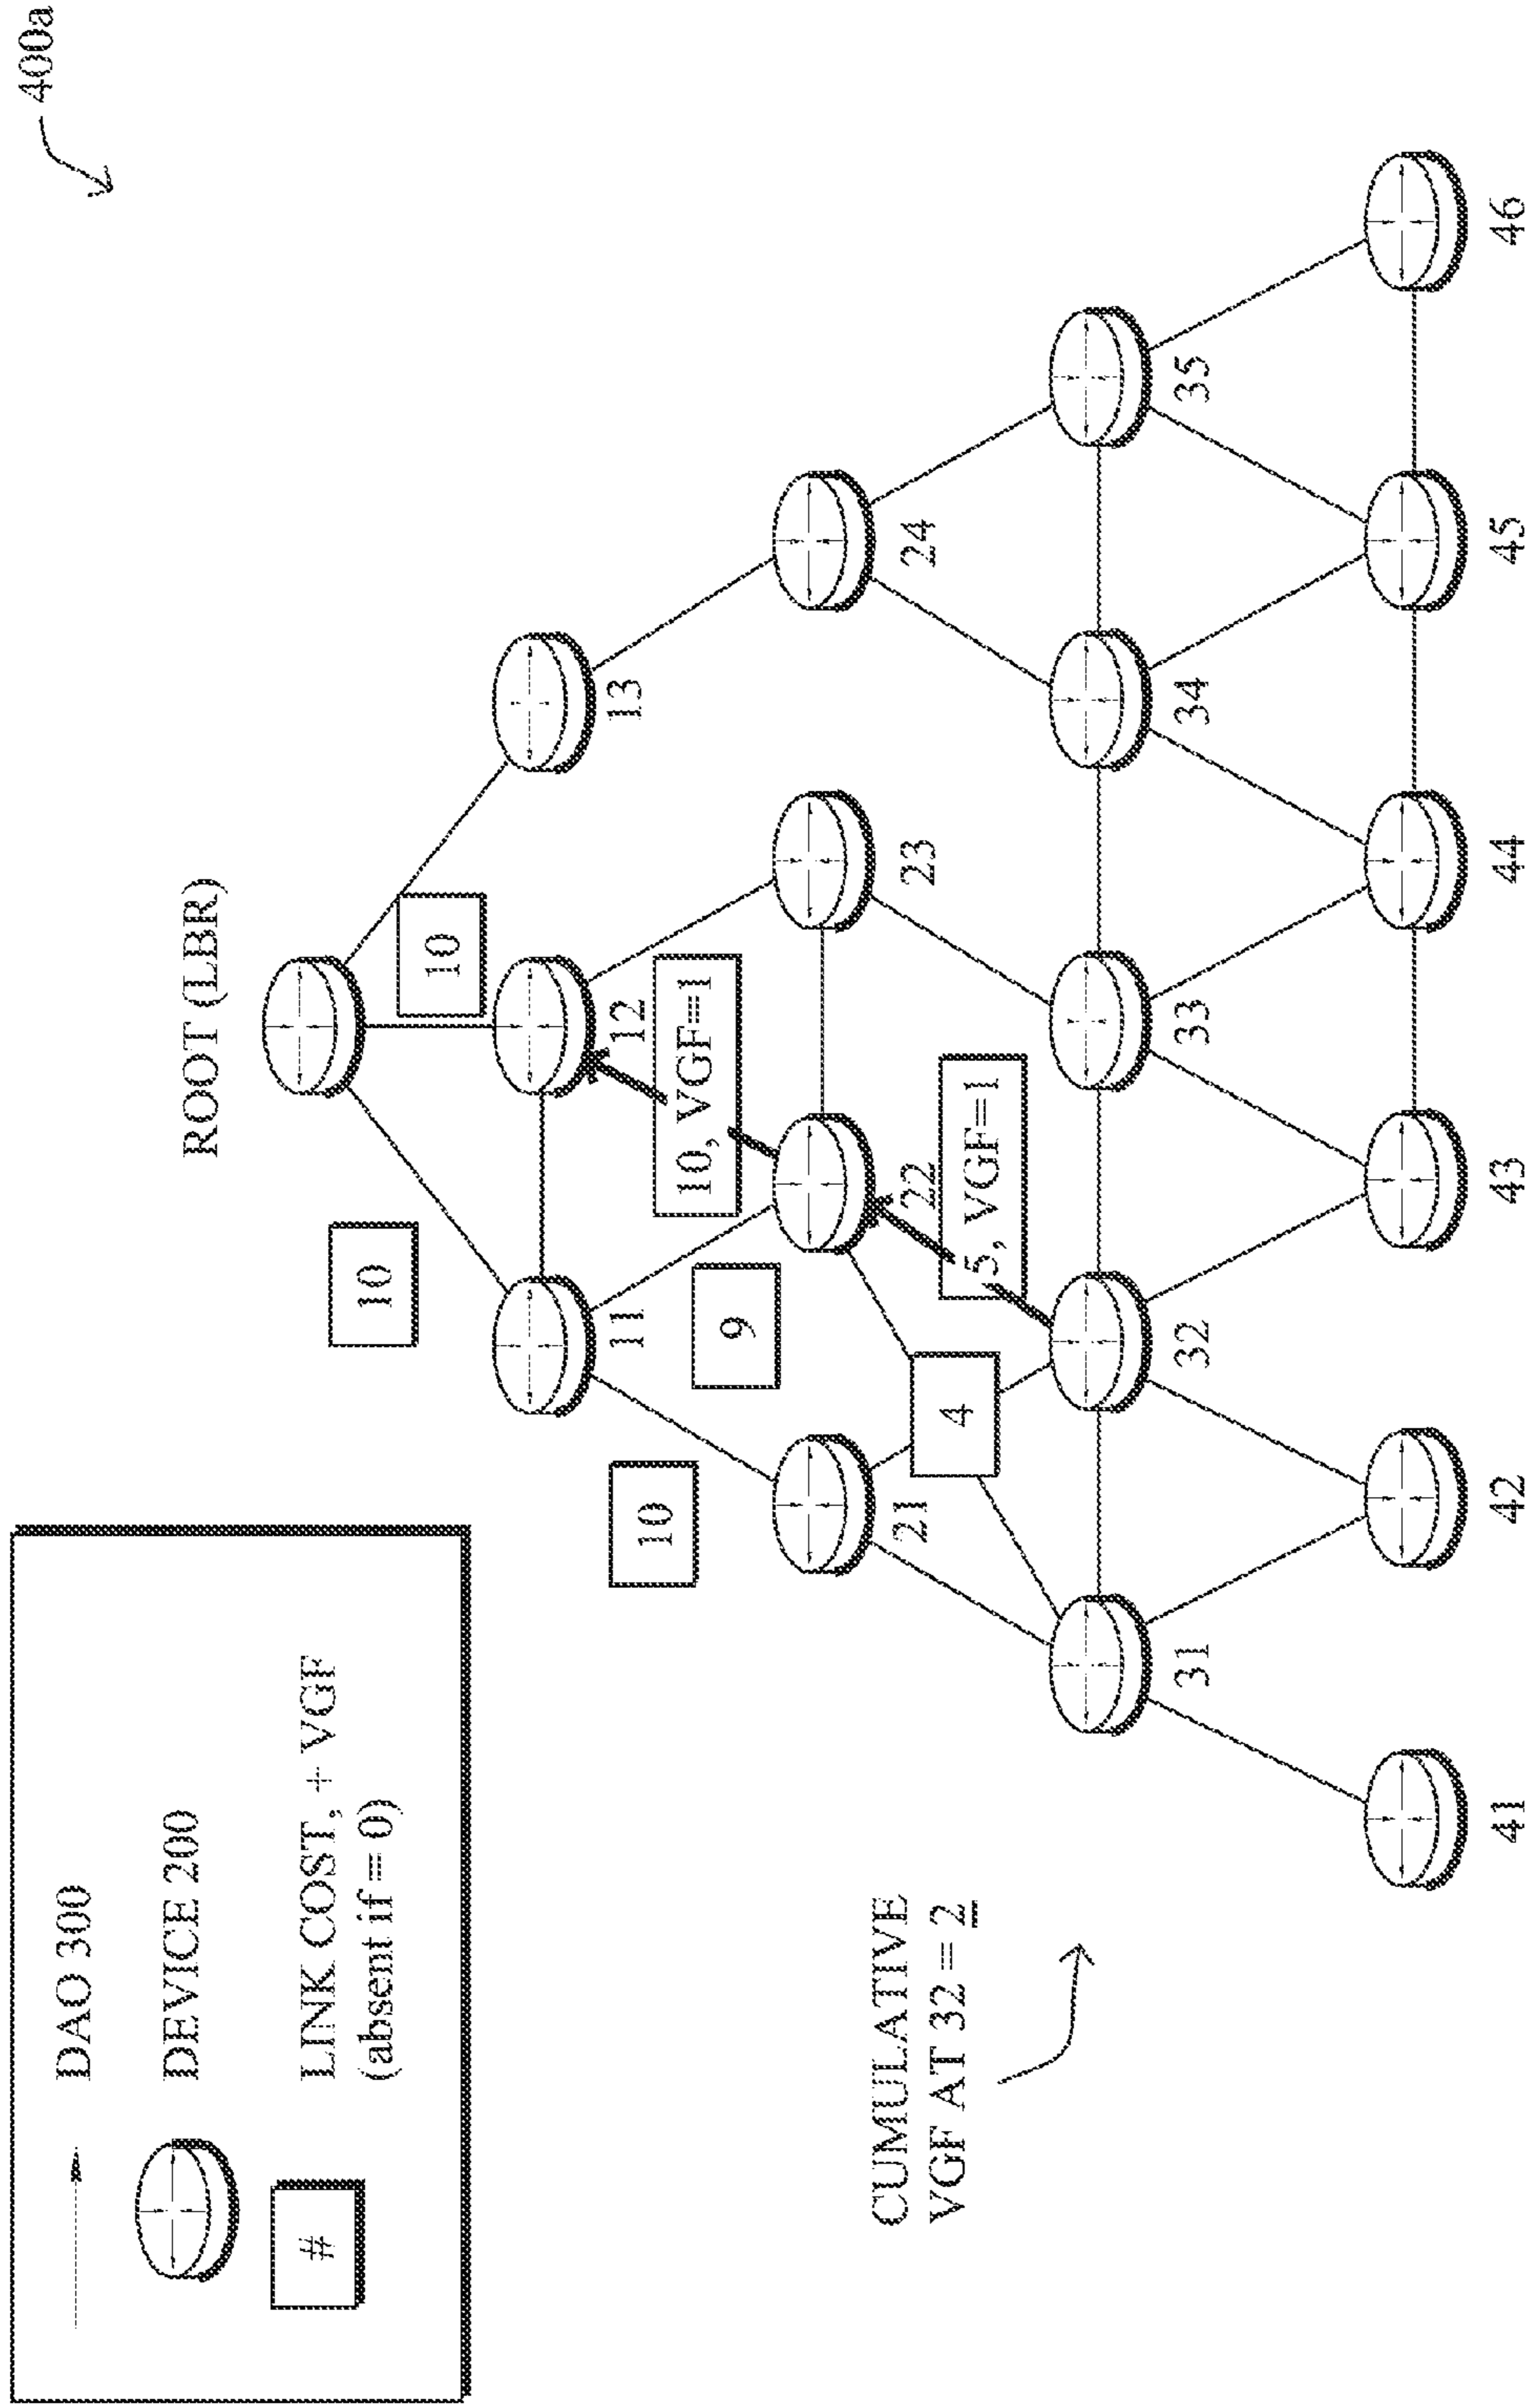 400a
DAO 300
DEVICE 200
#
LINK COST, + VGF
(absent if = 0)
ROOT (LBR)
10
10
11
12
13
10
9
10, VGF=1
21
22
23
24
4
5, VGF=1
CUMULATIVE
VGF AT 32 = 2
31
32
33
34
35
41
42
43
44
45
46